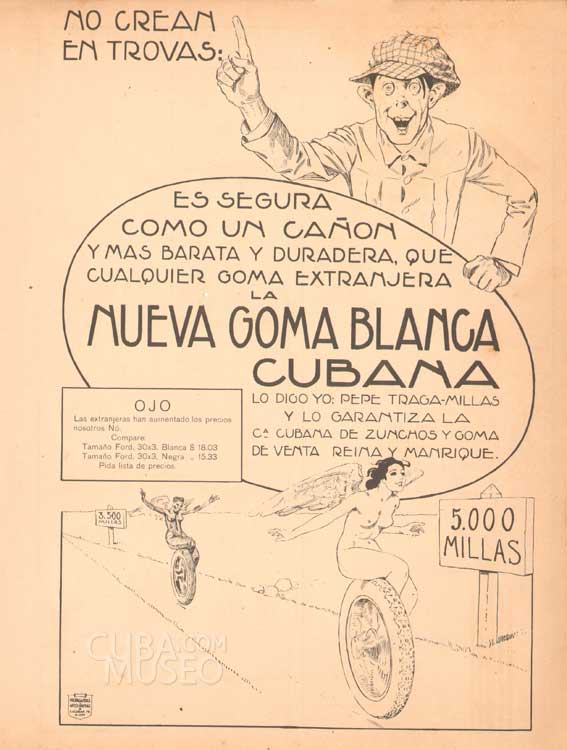 NO CREAN
EN TROVAS:
ES SEGURA
COMO UN CAÑON
Y MAS BARATA Y DURADERA, QUE
CUALQUIER GOMA EXTRANJERA
LA
NUEVA GOMA BLANCA
CUBANA
LO DIGO YO: PEPE TRAGA-MILLAS
Y LO GARANTIZA LA
Cª CUBANA DE ZUNCHOS Y GOMA
DE VENTA REINA Y MANRIQUE.
OJO
Las extranjeras han aumentado los precios
nosotros No.
Compare:
Tamaño Ford, 30x3, Blanca $ 18.03
Tamaño Ford, 30x3, Negra „ 15.33
Pida lista de precios.
3.500
MILLAS
5.000
MILLAS
CUBA.COM
MUSEO